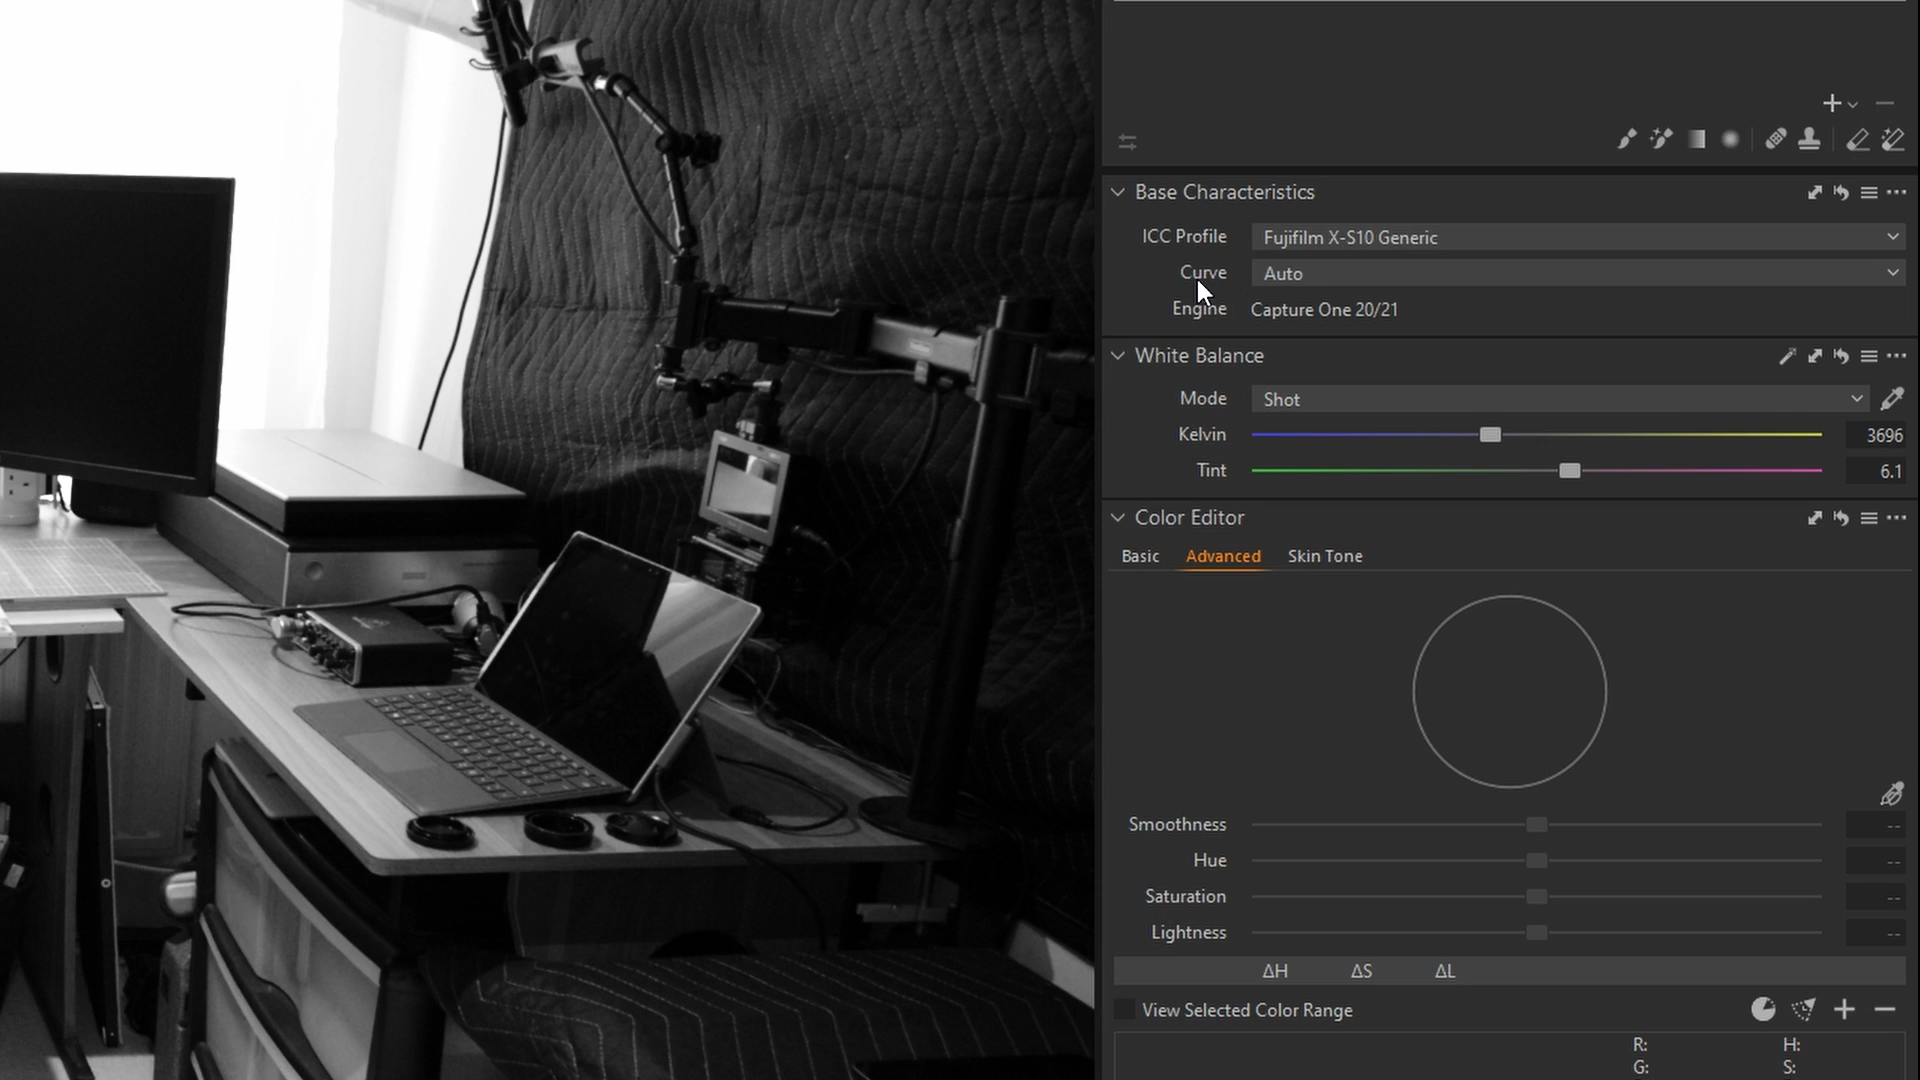 Base Characteristics
ICC Profile Fujifilm X-S10 Generic
Curve Auto
Engine Capture One 20/21
White Balance
Mode Shot
Kelvin 3696
Tint 6.1
Color Editor
Basic Advanced Skin Tone
Smoothness --
Hue --
Saturation --
Lightness --
ΔH ΔS ΔL
View Selected Color Range
R: H:
G: S: